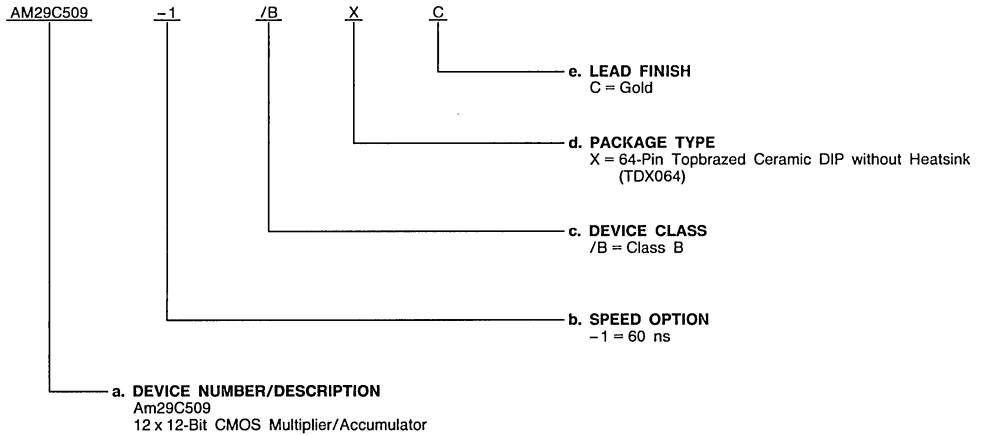 AM29C509 -1 /B X C
e. LEAD FINISH
C = Gold
d. PACKAGE TYPE
X = 64-Pin Topbrazed Ceramic DIP without Heatsink
(TDX064)
c. DEVICE CLASS
/B = Class B
b. SPEED OPTION
-1 = 60 ns
a. DEVICE NUMBER/DESCRIPTION
Am29C509
12 x 12-Bit CMOS Multiplier/Accumulator